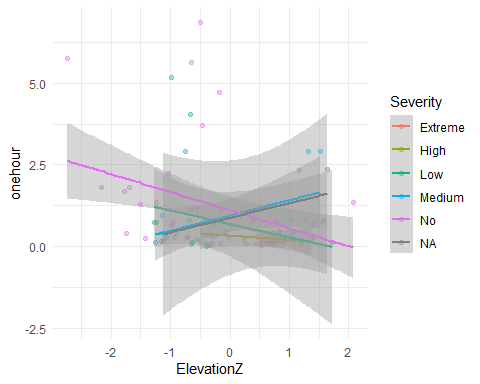 5.0
2.5
0.0
-2.5
onehour
-2
-1
0
1
2
ElevationZ
Severity
Extreme
High
Low
Medium
No
NA